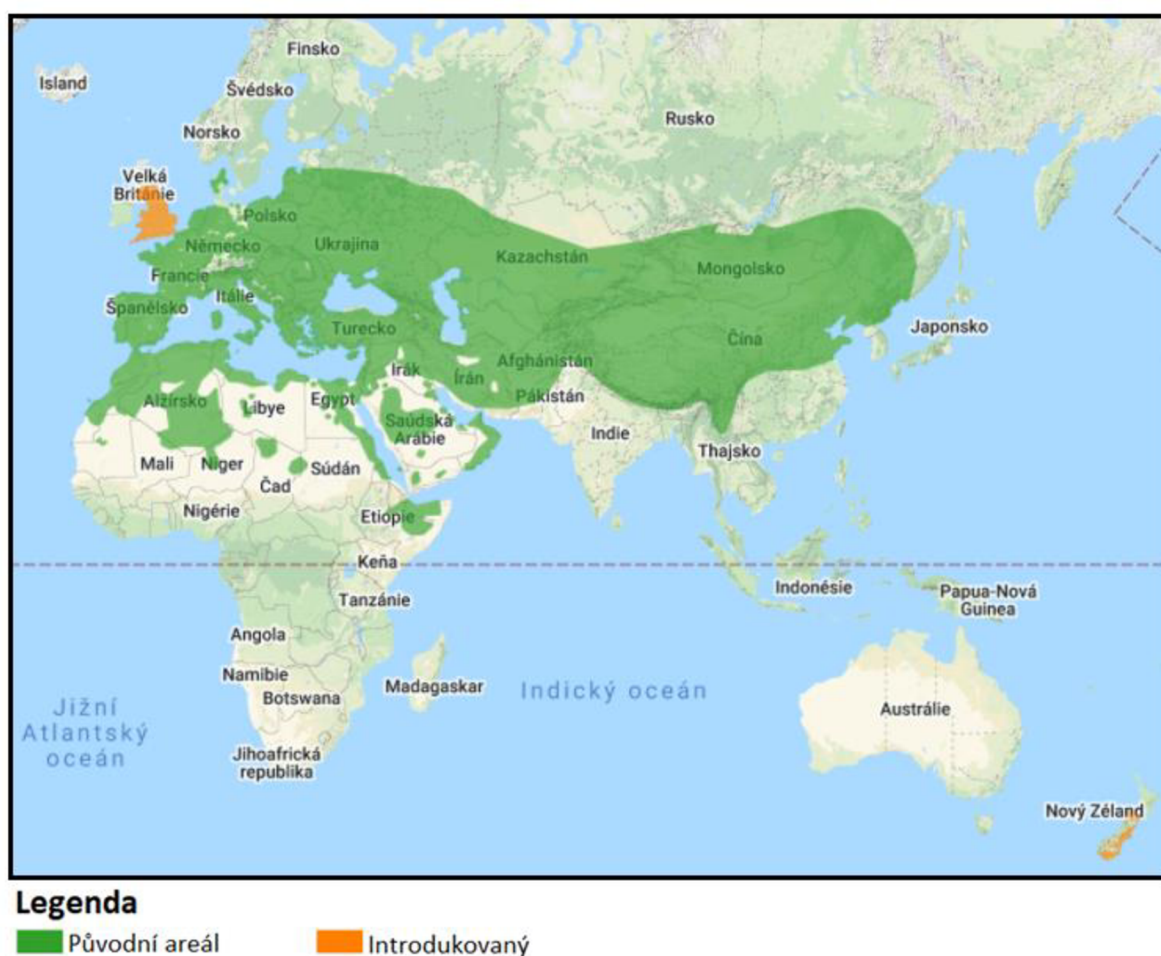 Finsko
Island
Švédsko
Rusko
Norsko
Velká
Británie
Polsko
Německo
Ukrajina
Kazachstán
Mongolsko
Francie
Itálie
Španělsko
Turecko
Japonsko
Čína
Afghánistán
Irák
Írán
Pákistán
Alžírsko
Libye
Egypt
Saúdská
Arábie
Indie
Thajsko
Mali
Niger
Súdán
Čad
Nigérie
Etiopie
Keňa
Indonésie
Papua-Nová
Guinea
Tanzánie
Angola
Namibie
Botswana
Madagaskar
Indický oceán
Austrálie
Jižní
Atlantský
oceán
Jihoafrická
republika
Nový Zéland
Legenda
Původní areál
Introdukovaný